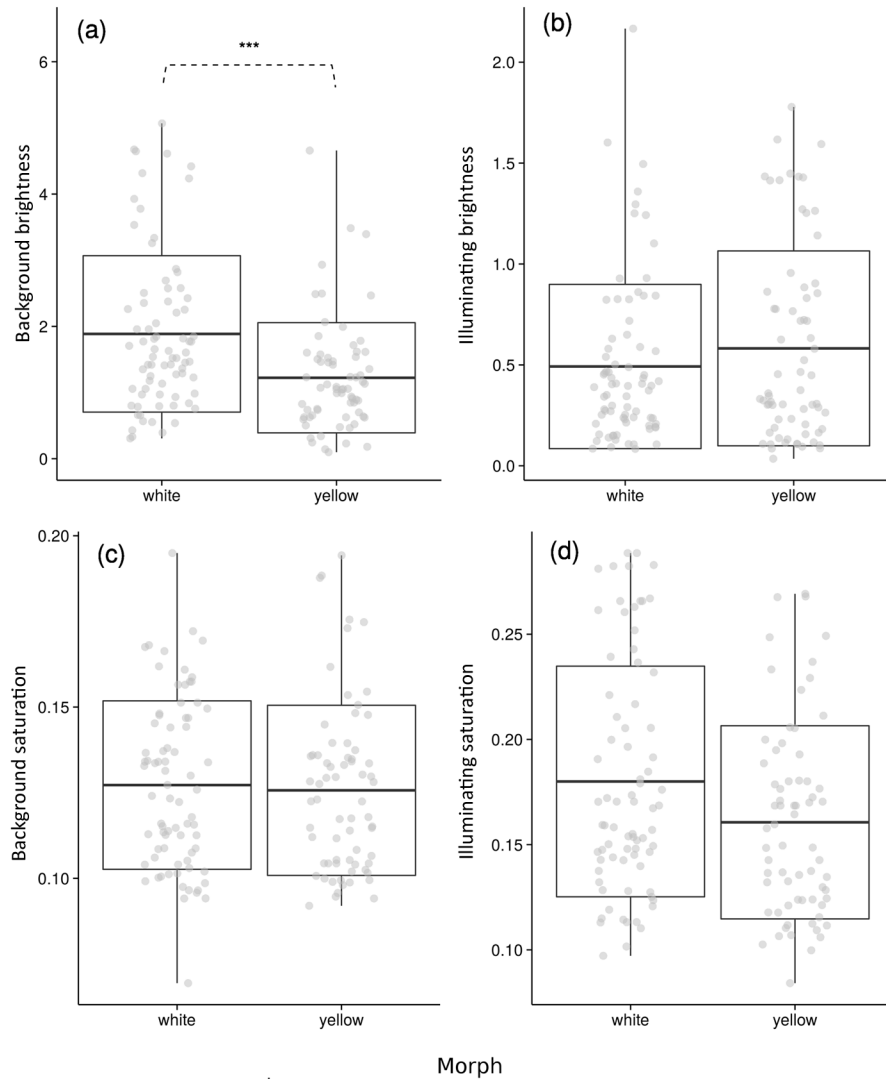 (a)
***
Background brightness
6
4
2
0
white yellow
(b)
Illuminating brightness
2.0
1.5
1.0
0.5
0.0
white yellow
(c)
Background saturation
0.20
0.15
0.10
white yellow
(d)
Illuminating saturation
0.25
0.20
0.15
0.10
white yellow
Morph